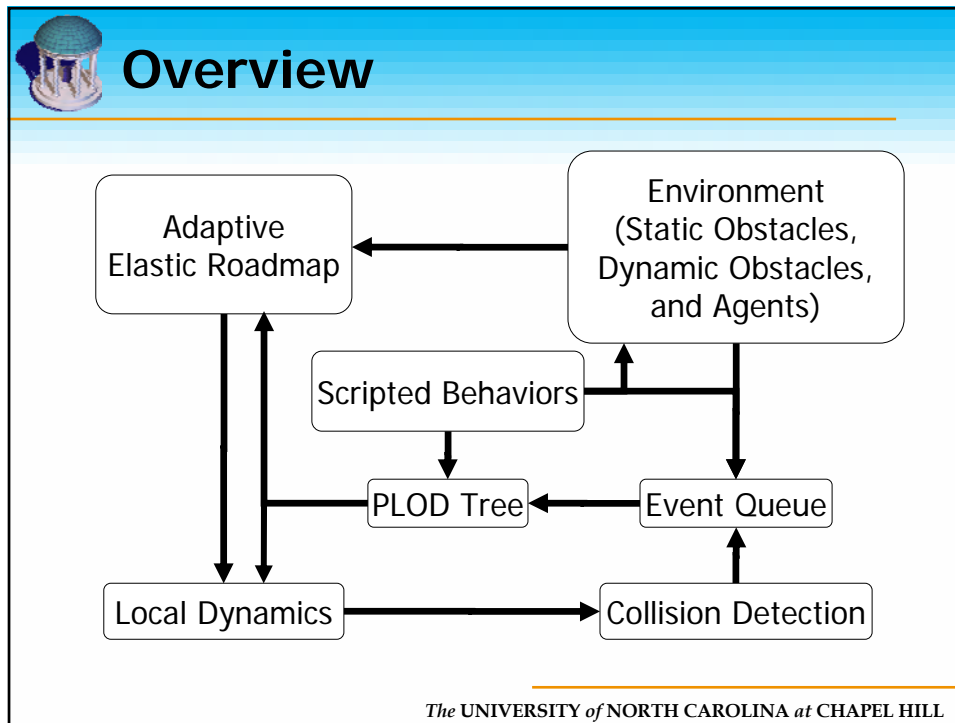 Overview
Adaptive
Elastic Roadmap
Environment
(Static Obstacles,
Dynamic Obstacles,
and Agents)
Scripted Behaviors
PLOD Tree
Event Queue
Local Dynamics
Collision Detection
The UNIVERSITY of NORTH CAROLINA at CHAPEL HILL